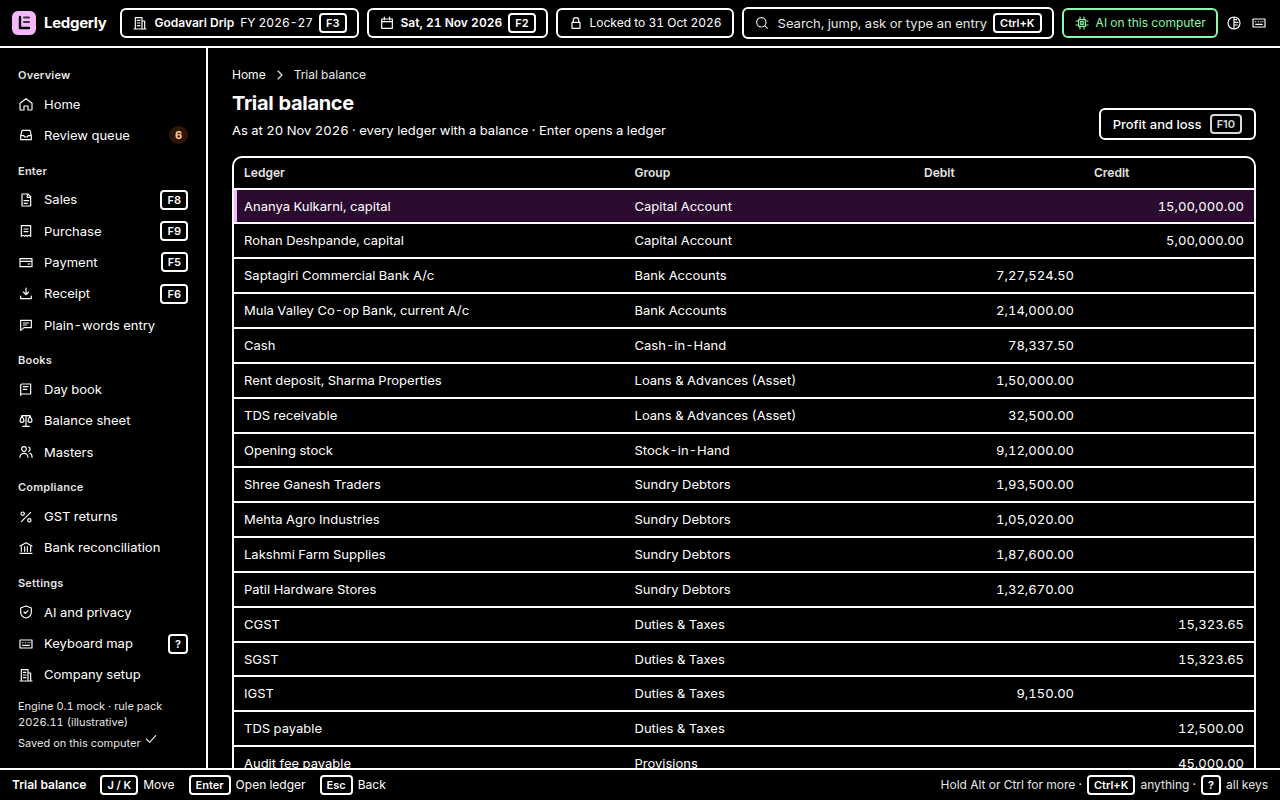 Ledgerly
Godavari Drip FY 2026-27 F3
Sat, 21 Nov 2026 F2
Locked to 31 Oct 2026
Search, jump, ask or type an entry Ctrl+K
AI on this computer
Overview
Home
Review queue 6
Enter
Sales F8
Purchase F9
Payment F5
Receipt F6
Plain-words entry
Books
Day book
Balance sheet
Masters
Compliance
GST returns
Bank reconciliation
Settings
AI and privacy
Keyboard map ?
Company setup
Engine 0.1 mock · rule pack
2026.11 (illustrative)
Saved on this computer
Home Trial balance
Trial balance
As at 20 Nov 2026 · every ledger with a balance · Enter opens a ledger
Profit and loss F10
Ledger Group Debit Credit
Ananya Kulkarni, capital Capital Account 15,00,000.00
Rohan Deshpande, capital Capital Account 5,00,000.00
Saptagiri Commercial Bank A/c Bank Accounts 7,27,524.50
Mula Valley Co-op Bank, current A/c Bank Accounts 2,14,000.00
Cash Cash-in-Hand 78,337.50
Rent deposit, Sharma Properties Loans & Advances (Asset) 1,50,000.00
TDS receivable Loans & Advances (Asset) 32,500.00
Opening stock Stock-in-Hand 9,12,000.00
Shree Ganesh Traders Sundry Debtors 1,93,500.00
Mehta Agro Industries Sundry Debtors 1,05,020.00
Lakshmi Farm Supplies Sundry Debtors 1,87,600.00
Patil Hardware Stores Sundry Debtors 1,32,670.00
CGST Duties & Taxes 15,323.65
SGST Duties & Taxes 15,323.65
IGST Duties & Taxes 9,150.00
TDS payable Duties & Taxes 12,500.00
Audit fee payable Provisions 45,000.00
Trial balance J / K Move Enter Open ledger Esc Back
Hold Alt or Ctrl for more · Ctrl+K anything · ? all keys